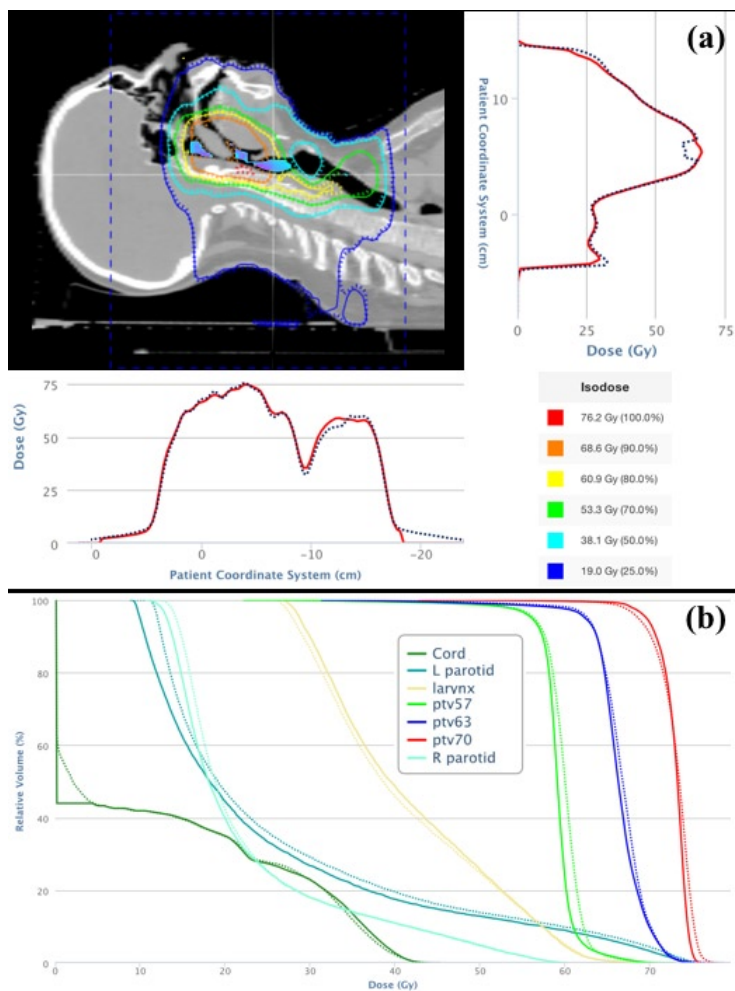 (a)
Patient Coordinate System (cm)
10
0
0 25 50 75
Dose (Gy)
Dose (Gy)
75
50
25
0
0 0 -10 -20
Patient Coordinate System (cm)
Isodose
76.2 Gy (100.0%)
68.6 Gy (90.0%)
60.9 Gy (80.0%)
53.3 Gy (70.0%)
38.1 Gy (50.0%)
19.0 Gy (25.0%)
(b)
Relative Volume (%)
100
80
60
40
20
0
Cord
L parotid
larvnx
ptv57
ptv63
ptv70
R parotid
0 10 20 30 40 50 60 70
Dose (Gy)